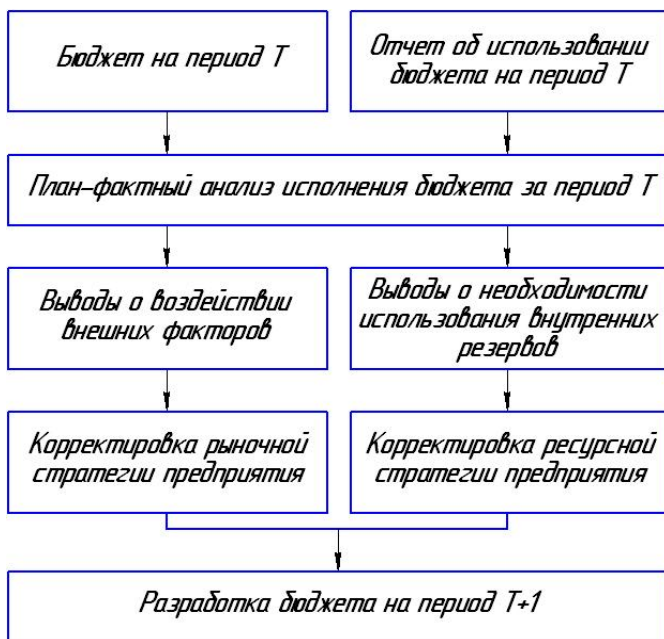 Бюджет на период Т
Отчет об использовании
бюджета на период Т
План-фактный анализ исполнения бюджета за период Т
Выводы о воздействии
внешних факторов
Выводы о необходимости
использования внутренних
резервов
Корректировка рыночной
стратегии предприятия
Корректировка ресурсной
стратегии предприятия
Разработка бюджета на период Т+1